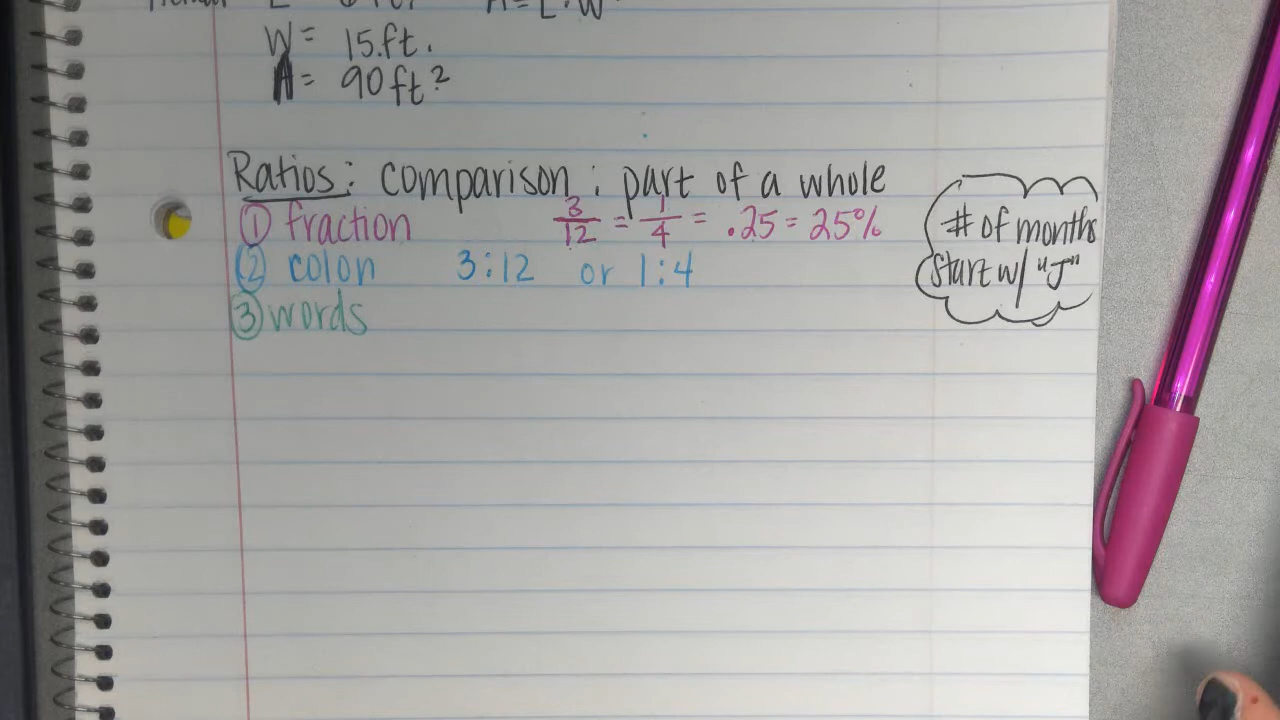 A = L · W
W = 15 ft.
A = 90 ft²
Ratios: comparison: part of a whole
① fraction 3/12 = 1/4 = .25 = 25%
② colon 3:12 or 1:4
③ words
# of months
start w/ "J"